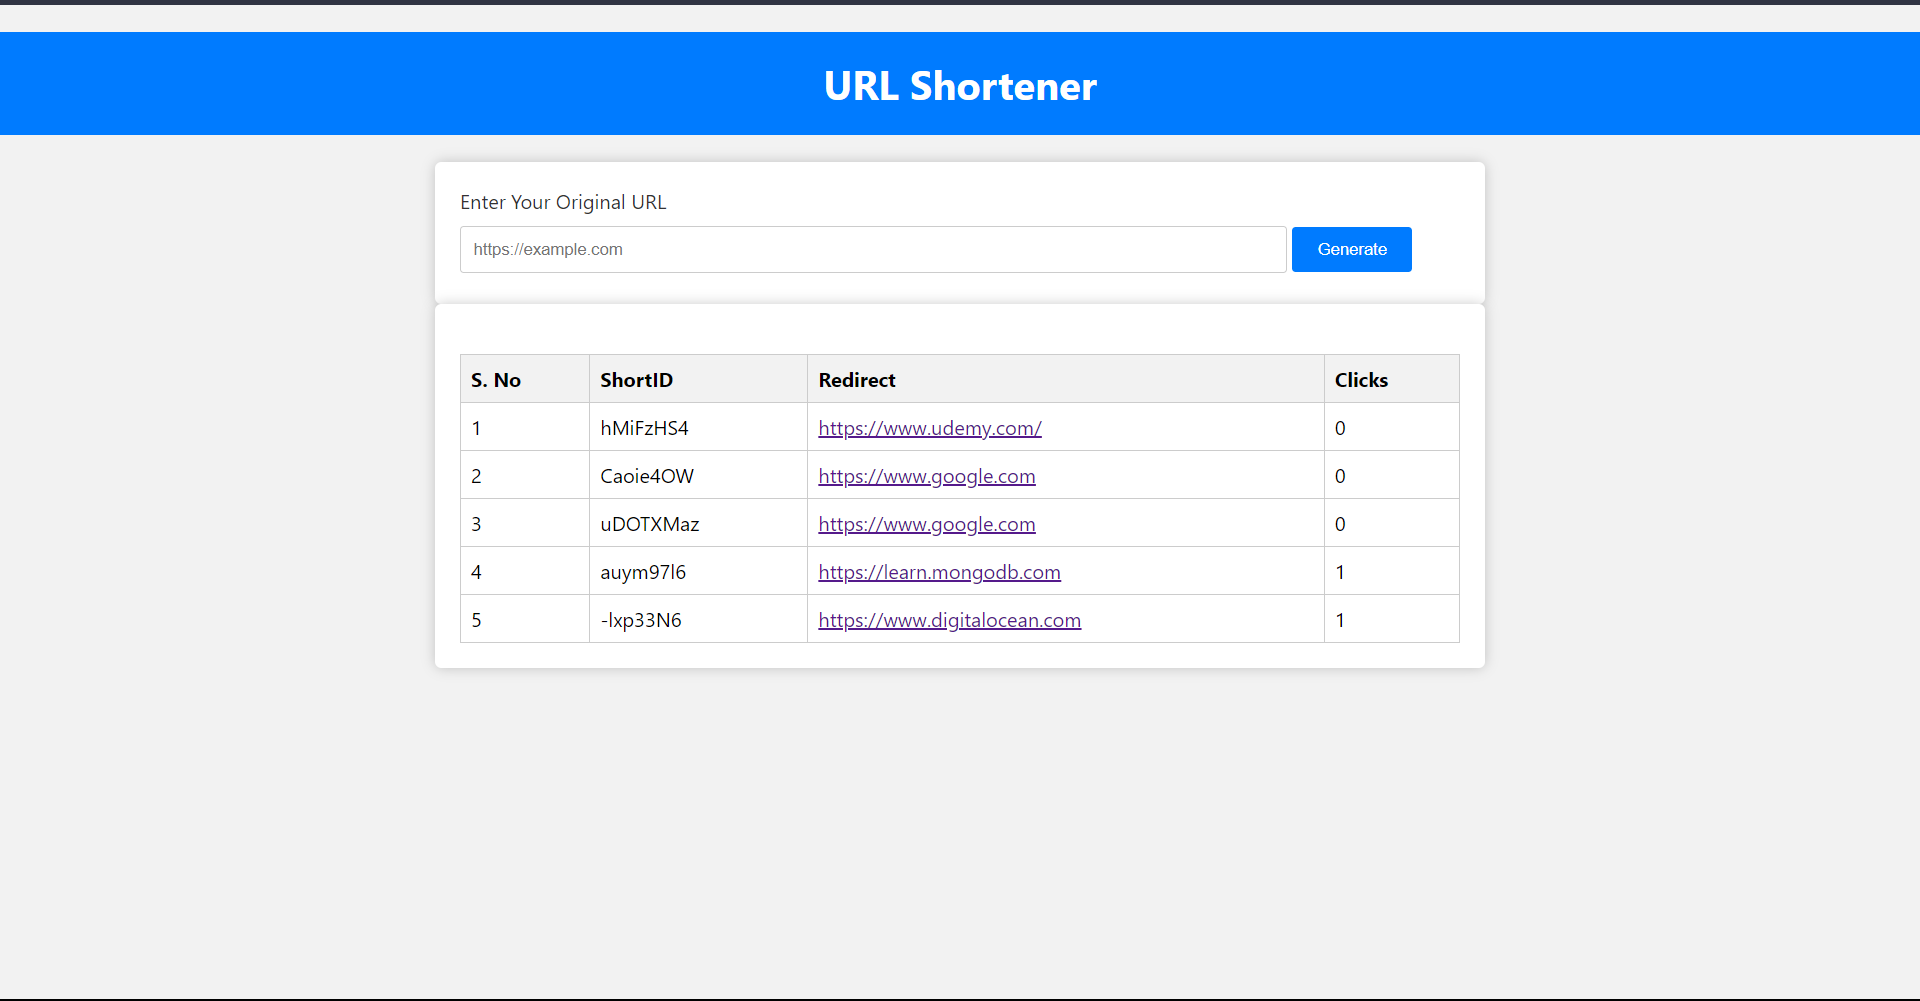 URL Shortener
Enter Your Original URL
https://example.com Generate
S. No ShortID Redirect Clicks
1 hMiFzHS4 https://www.udemy.com/ 0
2 Caoie4OW https://www.google.com 0
3 uDOTXMaz https://www.google.com 0
4 auym97l6 https://learn.mongodb.com 1
5 -lxp33N6 https://www.digitalocean.com 1